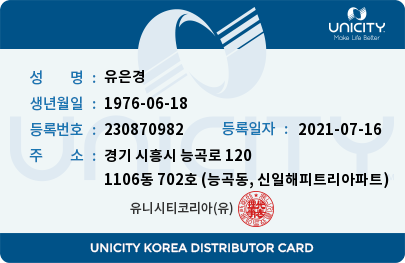 UNICITY
Make Life Better
성 명 : 유은경
생년월일 : 1976-06-18
등록번호 : 230870982 등록일자 : 2021-07-16
주 소 : 경기 시흥시 능곡로 120
1106동 702호 (능곡동, 신일해피트리아파트)
유니시티코리아(유)
UNICITY
UNICITY KOREA DISTRIBUTOR CARD